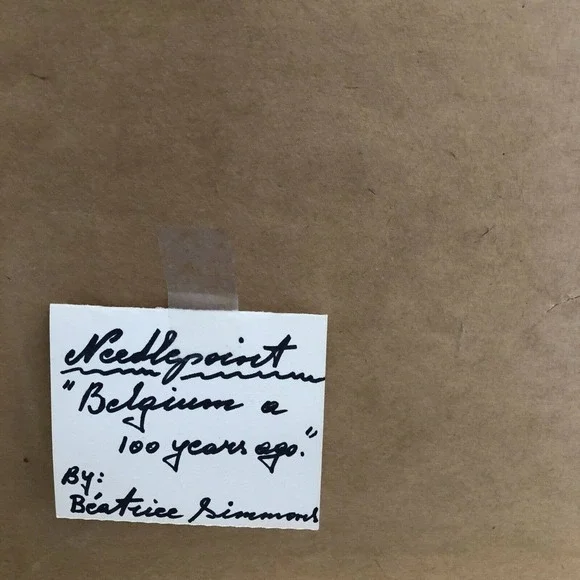 Needlepoint
"Belgium a
100 years ago."
By:
Béatrice Simmons